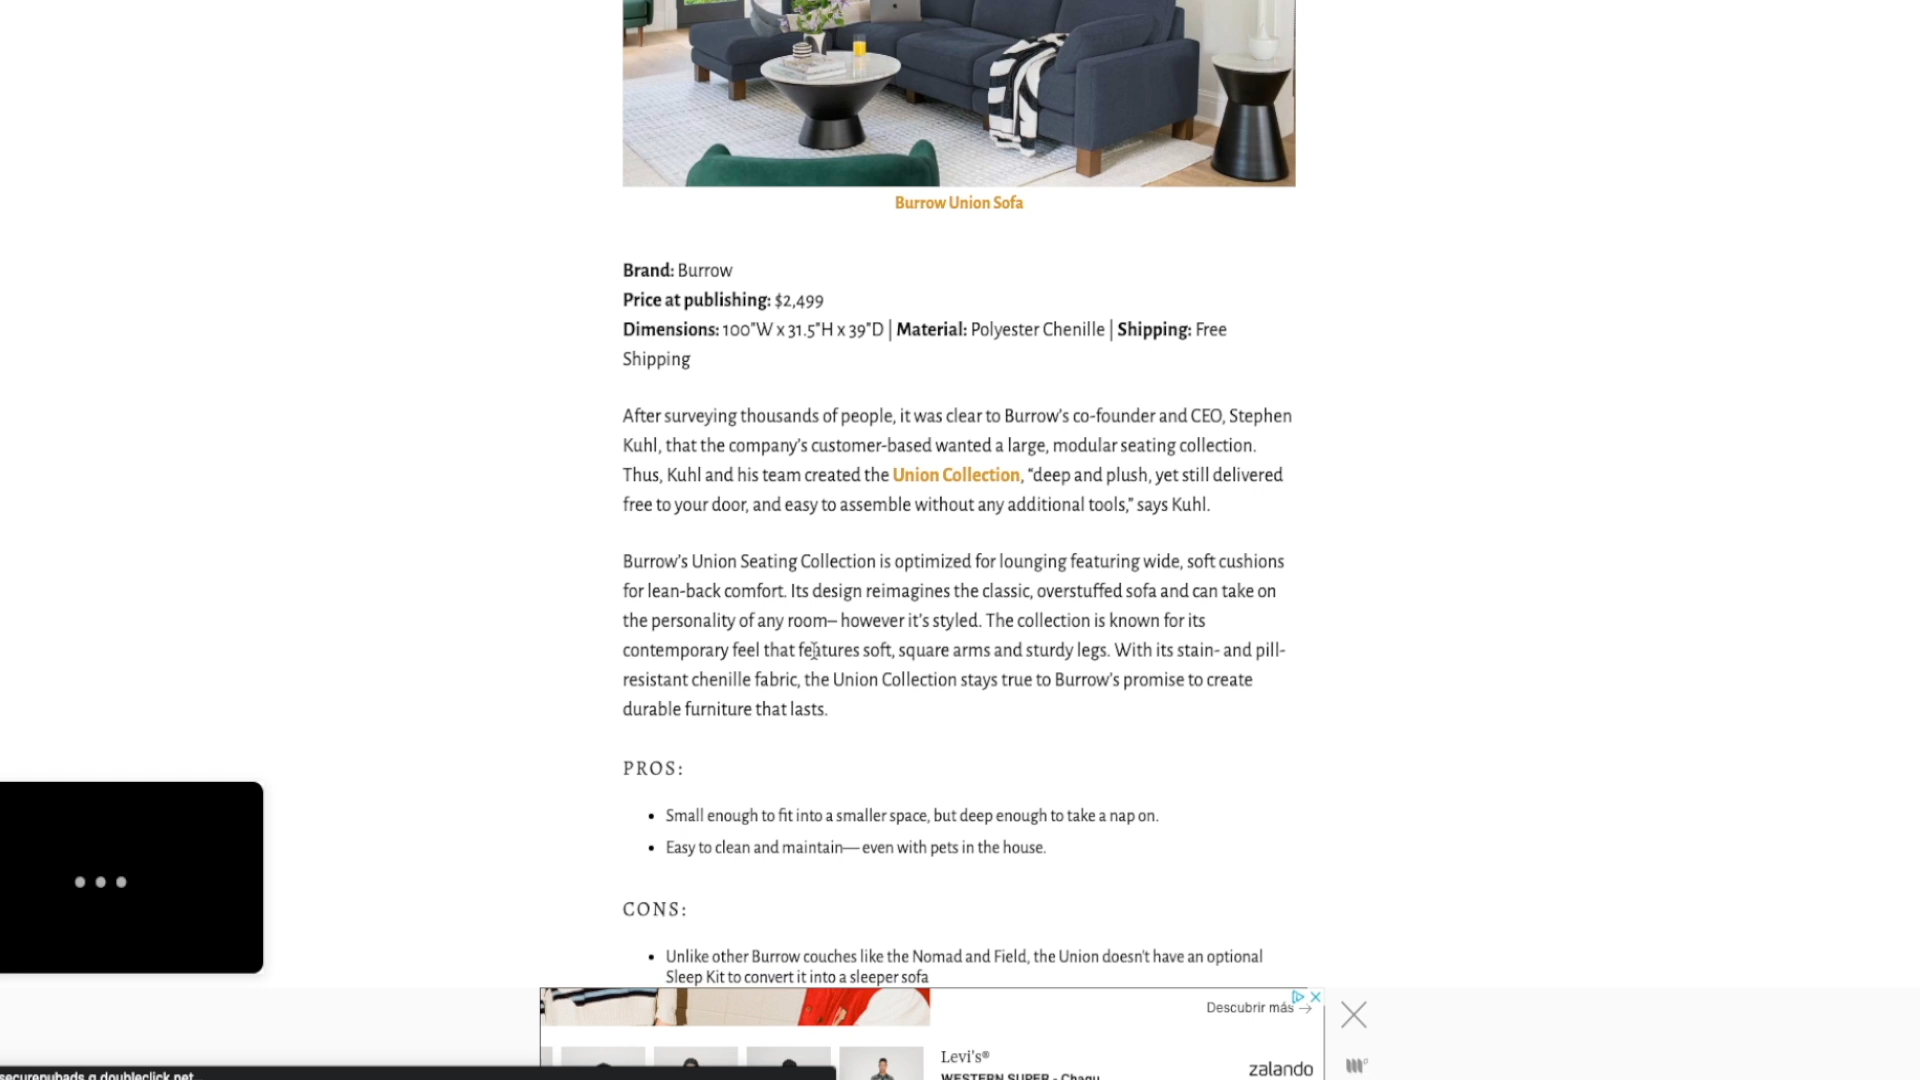 Burrow Union Sofa
Brand: Burrow
Price at publishing: $2,499
Dimensions: 100"W x 31.5"H x 39"D | Material: Polyester Chenille | Shipping: Free
Shipping
After surveying thousands of people, it was clear to Burrow’s co-founder and CEO, Stephen
Kuhl, that the company’s customer-based wanted a large, modular seating collection.
Thus, Kuhl and his team created the Union Collection, “deep and plush, yet still delivered
free to your door, and easy to assemble without any additional tools,” says Kuhl.
Burrow’s Union Seating Collection is optimized for lounging featuring wide, soft cushions
for lean-back comfort. Its design reimagines the classic, overstuffed sofa and can take on
the personality of any room– however it’s styled. The collection is known for its
contemporary feel that features soft, square arms and sturdy legs. With its stain- and pill-
resistant chenille fabric, the Union Collection stays true to Burrow’s promise to create
durable furniture that lasts.
PROS:
• Small enough to fit into a smaller space, but deep enough to take a nap on.
• Easy to clean and maintain— even with pets in the house.
CONS:
• Unlike other Burrow couches like the Nomad and Field, the Union doesn’t have an optional
Sleep Kit to convert it into a sleeper sofa
Descubrir más →
Levi's®
WESTERN SUPER - Chaqu
zalando
securepubads.g.doubleclick.net